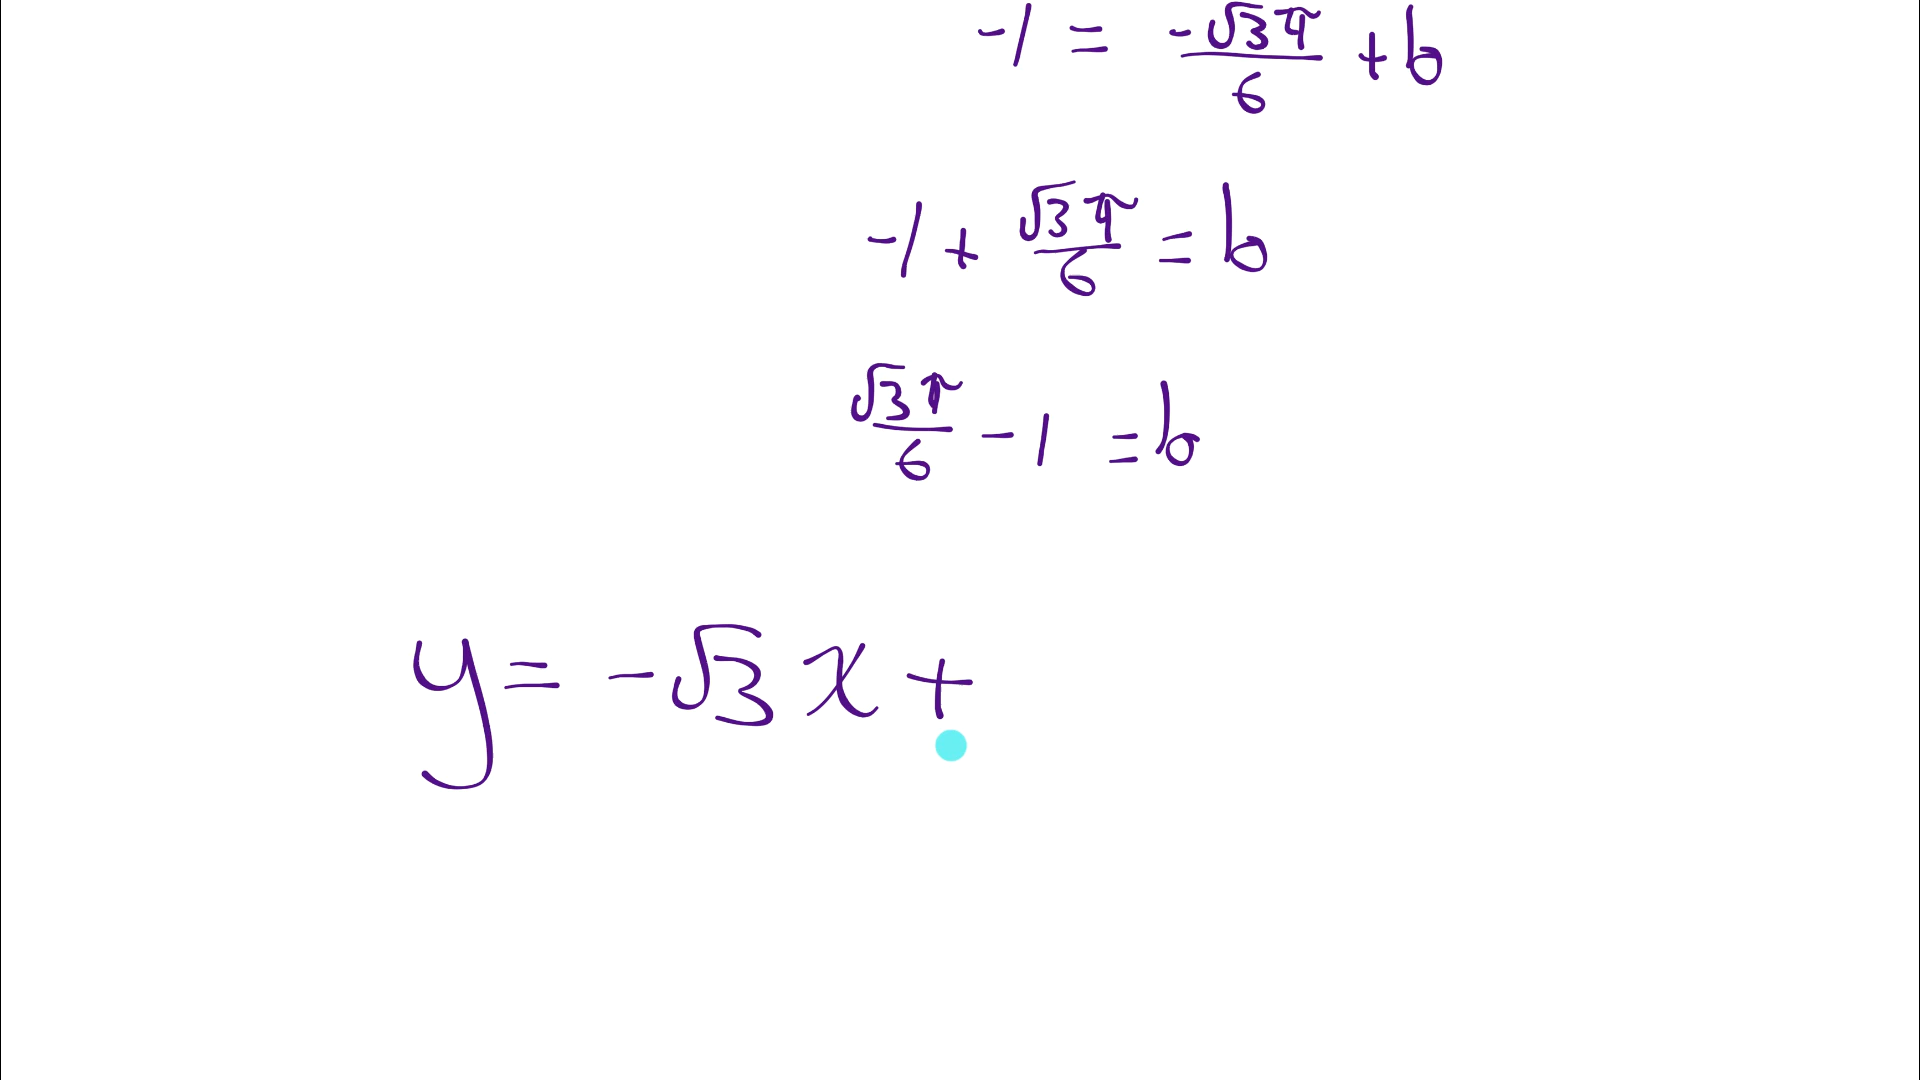 -1 = -√3π/6 + b
-1 + √3π/6 = b
√3π/6 - 1 = b
y = -√3 x +